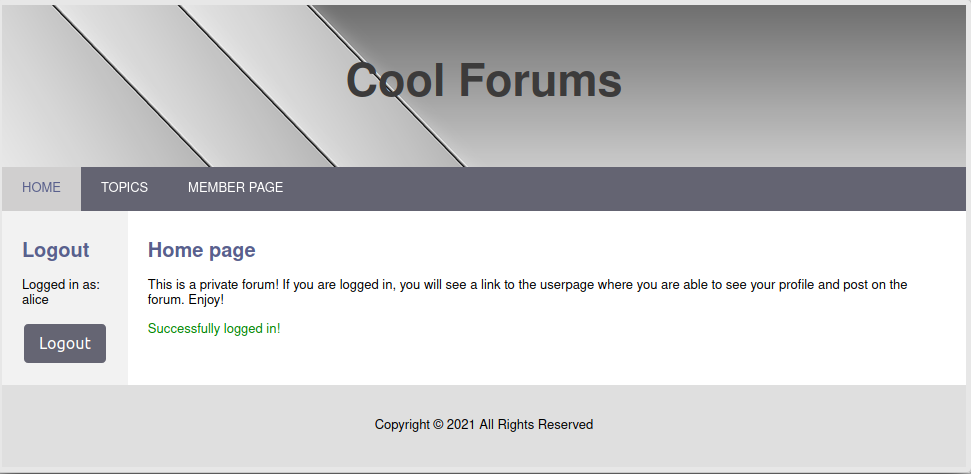 Cool Forums
HOME TOPICS MEMBER PAGE
Logout
Logged in as:
alice
Logout
Home page
This is a private forum! If you are logged in, you will see a link to the userpage where you are able to see your profile and post on the
forum. Enjoy!
Successfully logged in!
Copyright © 2021 All Rights Reserved